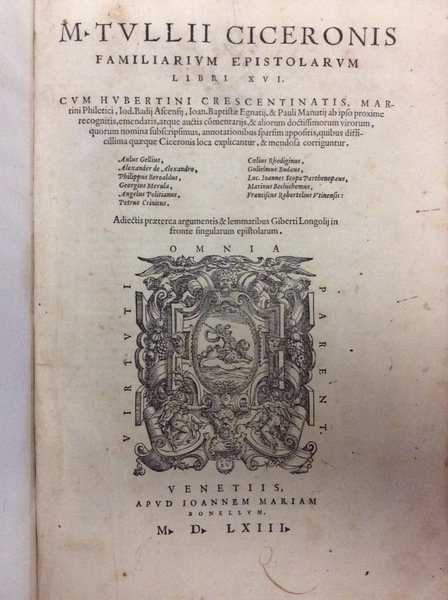 M. TVLLII CICERONIS
FAMILIARIVM EPISTOLARVM
LIBRI XVI.
CVM HVBERTINI CRESCENTINATIS, MAR-
tini Philetici, Iod. Badij Ascensij, Ioan. Baptistæ Egnatij, & Pauli Manutij ab ipso proxime
recognitis, emendatis, atque auctis comentarijs, & aliorum doctissimorum virorum,
quorum nomina subscripsimus, annotationibus sparsim appositis, quibus diffi-
cillima quæque Ciceronis loca explicantur, & mendosa corriguntur.
Aulus Gellius,
Alexander de Alexandro,
Philippus Beroaldus,
Georgius Merula,
Angelus Politianus,
Petrus Crinitus,
Cælius Rhodiginus,
Gulielmus Budæus,
Luc. Ioannes Scopa Parthenopæus,
Marinus Bechichemus,
Franciscus Robortellus Vtinensis:
Adiectis præterea argumentis & lemmatibus Giberti Longolij in
fronte singularum epistolarum.
OMNIA
VIRTVTI
PARENT.
VENETIIS,
APVD IOANNEM MARIAM
BONELLVM.
M. D. LXIII.